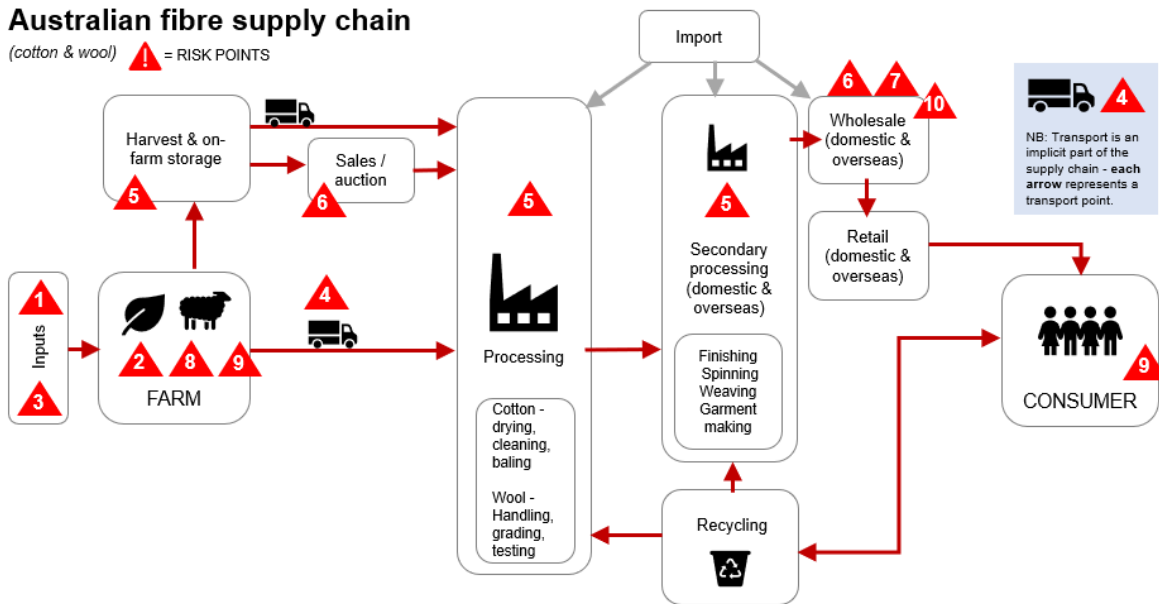 Australian fibre supply chain
(cotton & wool)
! = RISK POINTS
Import
4
NB: Transport is an
implicit part of the
supply chain - each
arrow represents a
transport point.
Harvest & on-
farm storage
5
Sales /
auction
6
1
Inputs
3
2
8
9
FARM
4
5
Processing
Cotton -
drying,
cleaning,
baling
Wool -
Handling,
grading,
testing
5
Secondary
processing
(domestic &
overseas)
Finishing
Spinning
Weaving
Garment
making
6
7
10
Wholesale
(domestic &
overseas)
Retail
(domestic &
overseas)
9
CONSUMER
Recycling